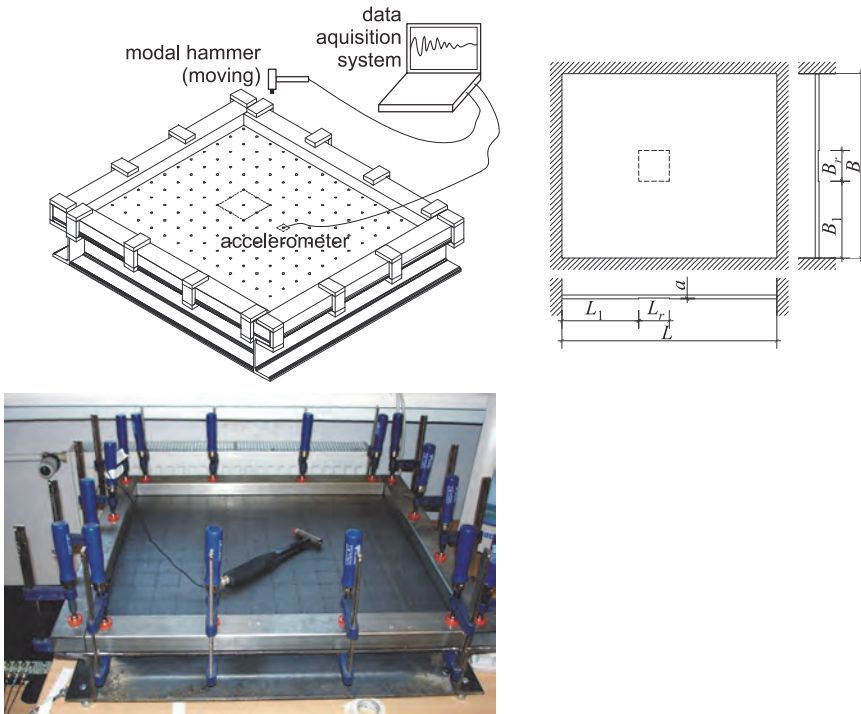 data
aquisition
system
modal hammer
(moving)
accelerometer
B_r
B
B_1
a
L_1
L_r
L